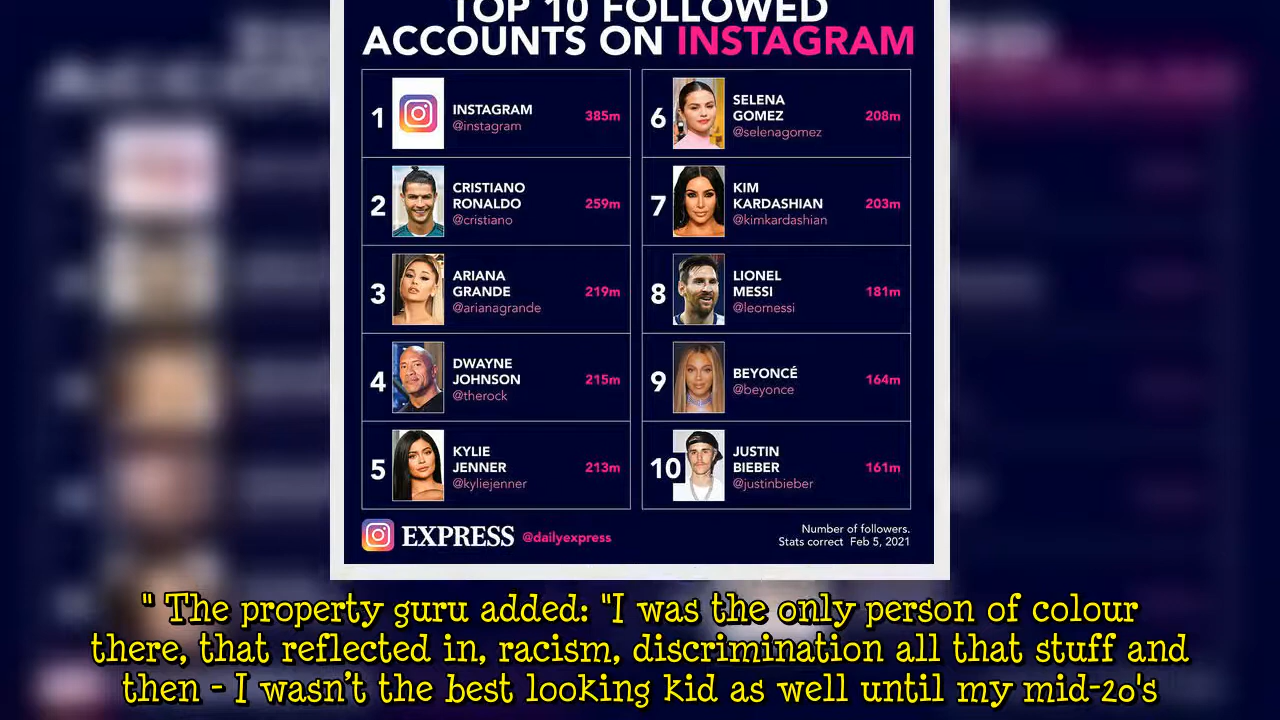 TOP 10 FOLLOWED
ACCOUNTS ON INSTAGRAM
1
INSTAGRAM
@instagram
385m
2
CRISTIANO
RONALDO
@cristiano
259m
3
ARIANA
GRANDE
@arianagrande
219m
4
DWAYNE
JOHNSON
@therock
215m
5
KYLIE
JENNER
@kyliejenner
213m
6
SELENA
GOMEZ
@selenagomez
208m
7
KIM
KARDASHIAN
@kimkardashian
203m
8
LIONEL
MESSI
@leomessi
181m
9
BEYONCÉ
@beyonce
164m
10
JUSTIN
BIEBER
@justinbieber
161m
EXPRESS @dailyexpress
Number of followers.
Stats correct Feb 5, 2021
" The property guru added: "I was the only person of colour
there, that reflected in, racism, discrimination all that stuff and
then - I wasn't the best looking kid as well until my mid-20's